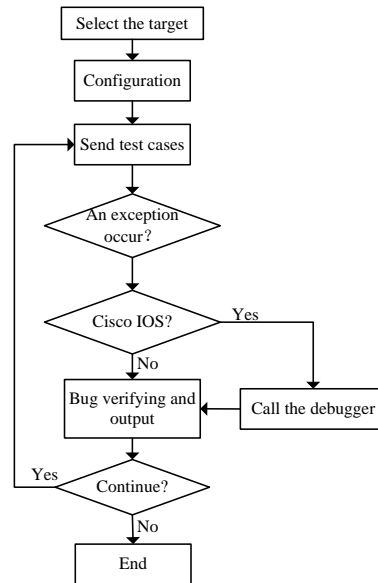 Select the target
Configuration
Send test cases
An exception
occur?
Cisco IOS?
Yes
No
Bug verifying and
output
Call the debugger
Yes
Continue?
No
End